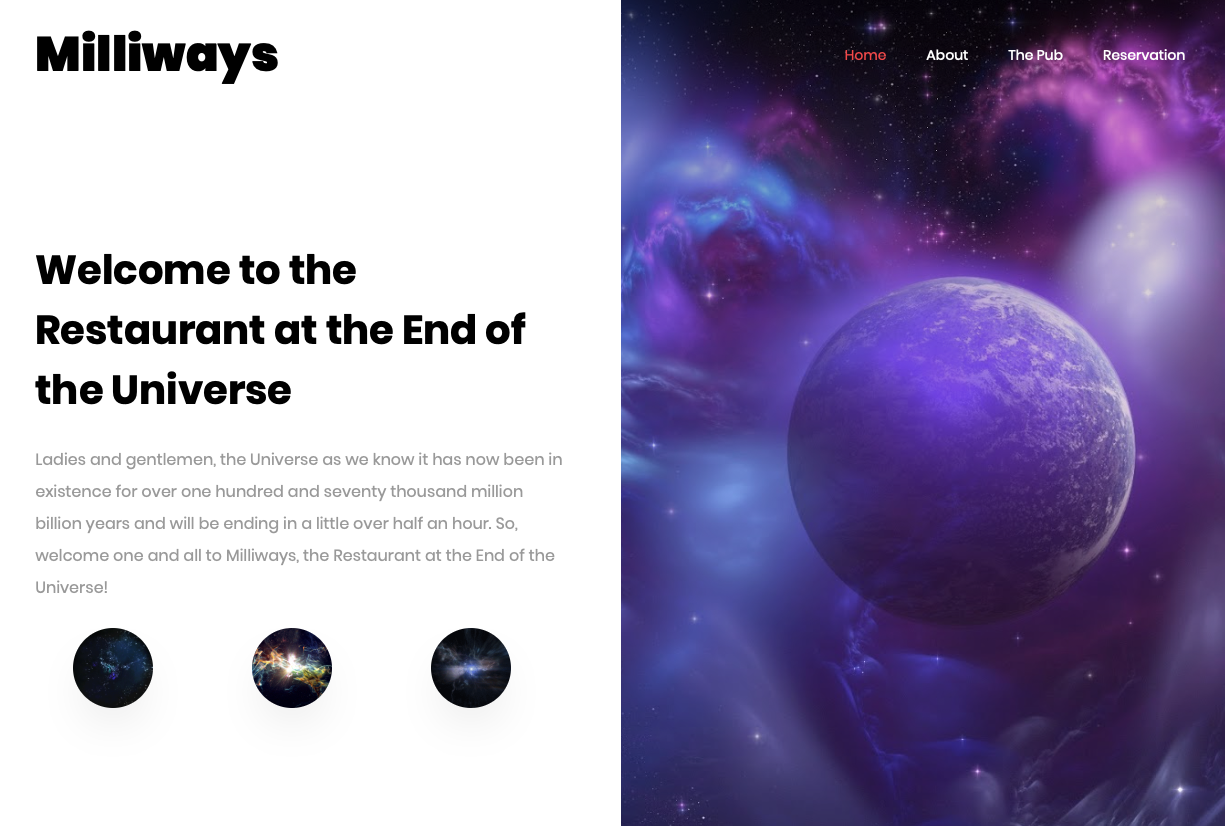 Milliways
Home About The Pub Reservation
Welcome to the
Restaurant at the End of
the Universe
Ladies and gentlemen, the Universe as we know it has now been in
existence for over one hundred and seventy thousand million
billion years and will be ending in a little over half an hour. So,
welcome one and all to Milliways, the Restaurant at the End of the
Universe!